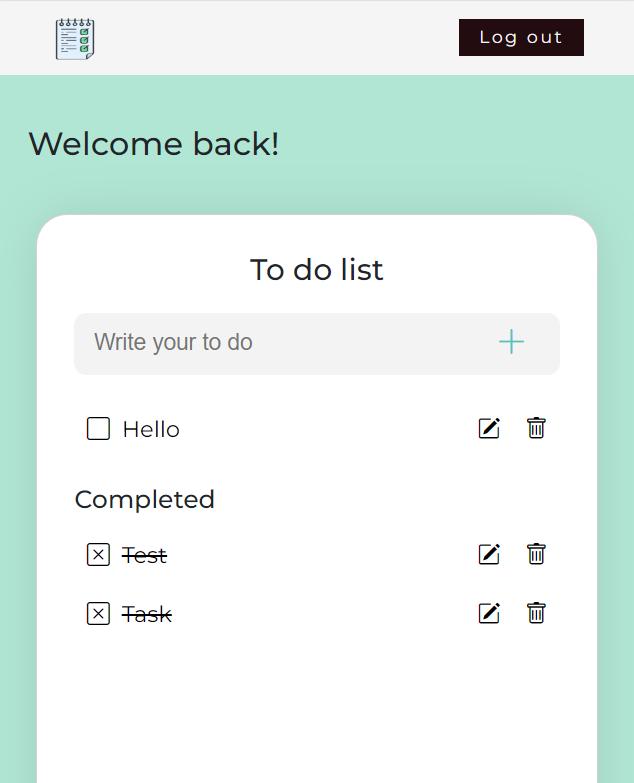 Log out
Welcome back!
To do list
Write your to do
Hello
Completed
Test
Task